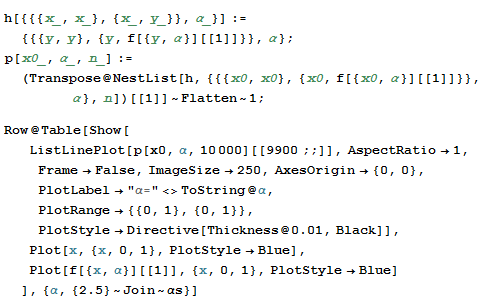 h[{{{x_, x_}, {x_, y_}}, α_}] :=
{{{y, y}, {y, f[{y, α}][[1]]}}, α};
p[x0_, α_, n_] :=
(Transpose@NestList[h, {{{x0, x0}, {x0, f[{x0, α}][[1]]}},
α}, n])[[1]]~Flatten~1;
Row@Table[Show[
ListLinePlot[p[x0, α, 10000][[9900 ;;]], AspectRatio→1,
Frame→False, ImageSize→250, AxesOrigin→{0, 0},
PlotLabel→"α="<>ToString@α,
PlotRange→{{0, 1}, {0, 1}},
PlotStyle→Directive[Thickness@0.01, Black]],
Plot[x, {x, 0, 1}, PlotStyle→Blue],
Plot[f[{x, α}][[1]], {x, 0, 1}, PlotStyle→Blue]
], {α, {2.5}~Join~αs}]